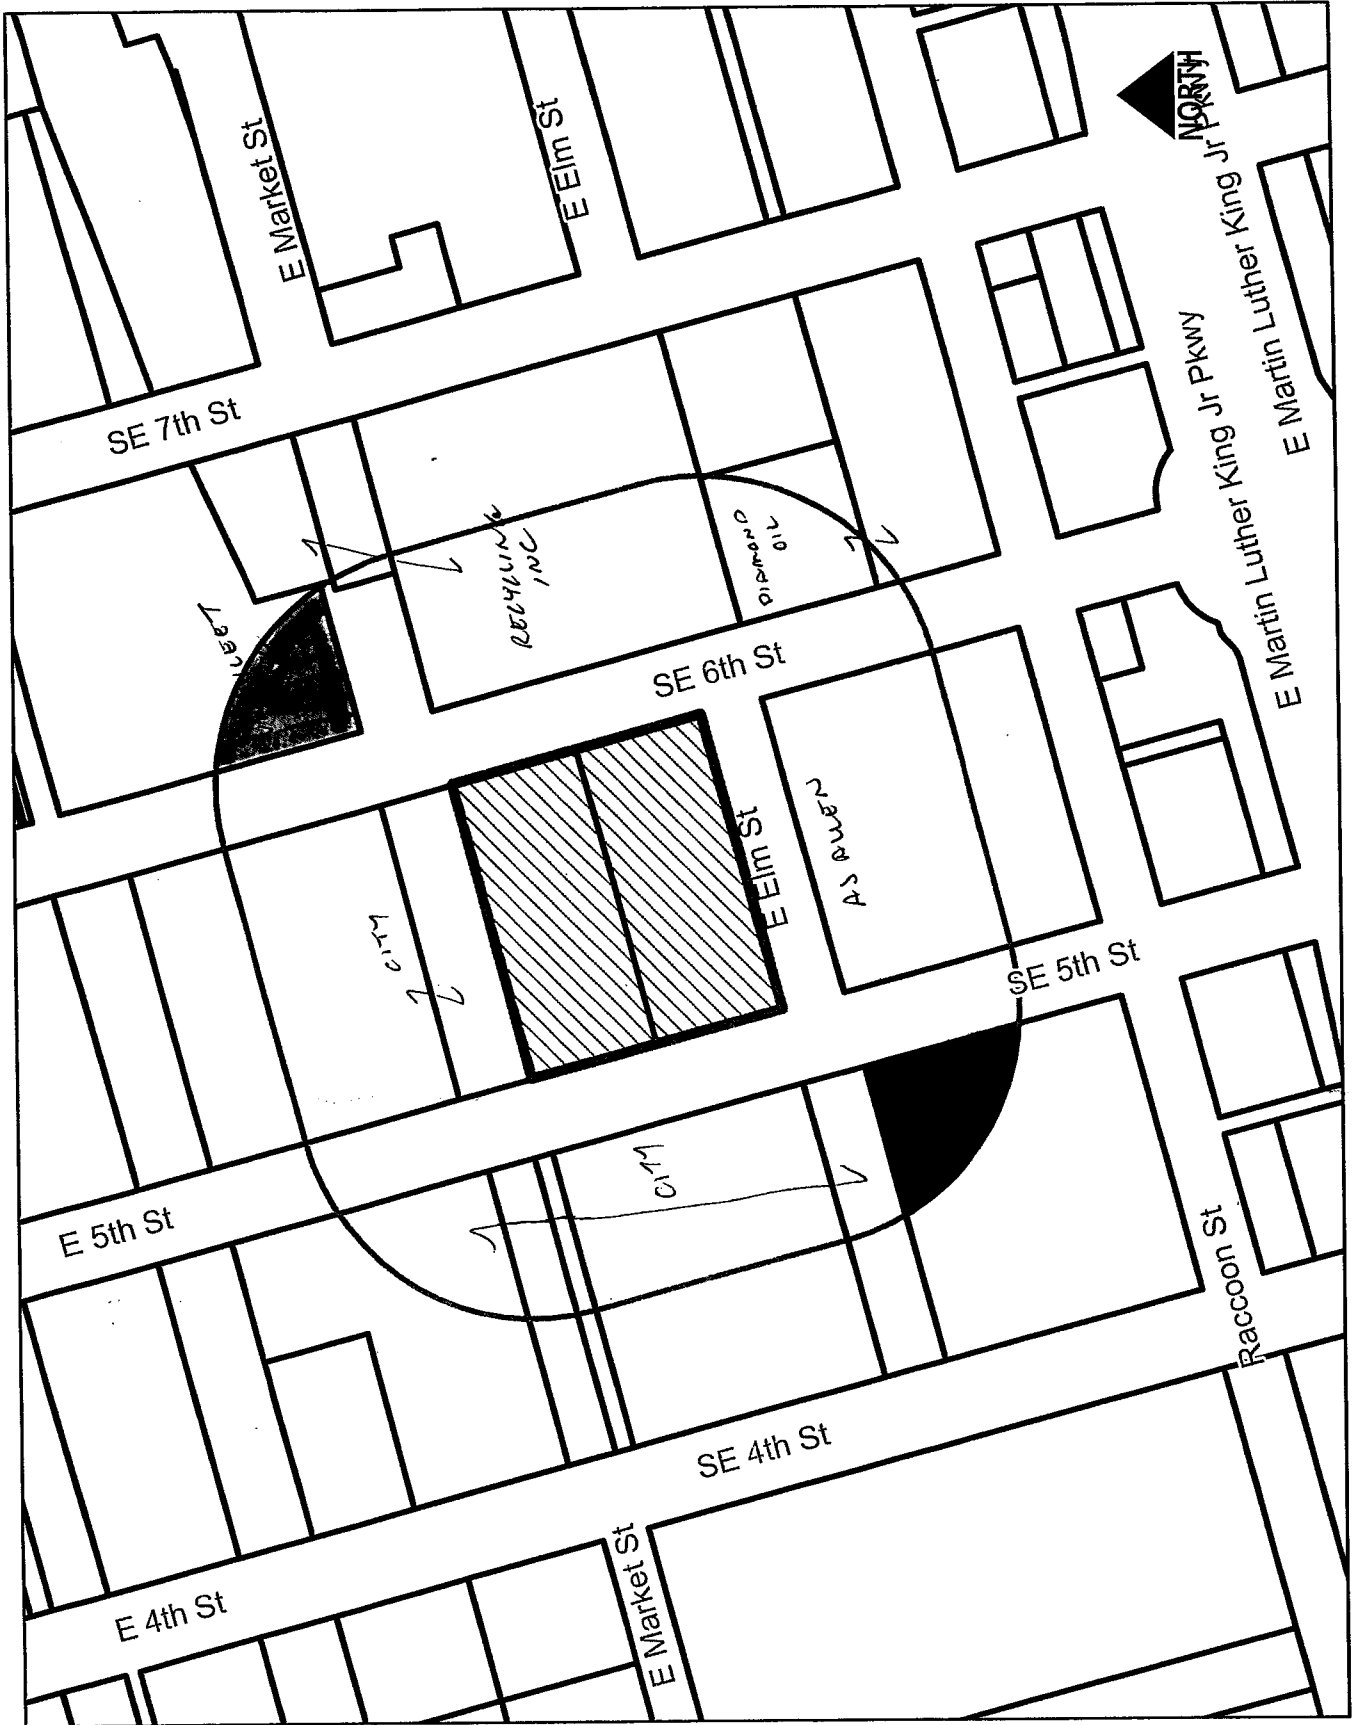 E Market St
E Elm St
NORTH
E Martin Luther King Jr Pkwy
E Martin Luther King Jr Pkwy
SE 7th St
RECYCLING
INC
DIAMOND
OIL
SE 6th St
CITY
E Elm St
AS QUEN
SE 5th St
CITY
E 5th St
Raccoon St
SE 4th St
E 4th St
E Market St